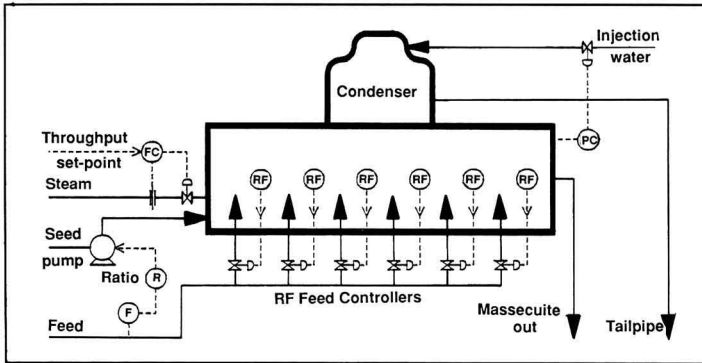 Injection
water
Condenser
Throughput
set-point
FC
PC
Steam
RF RF RF RF RF RF
Seed
pump
Ratio
R
F
RF Feed Controllers
Feed
Massecuite
out
Tailpipe